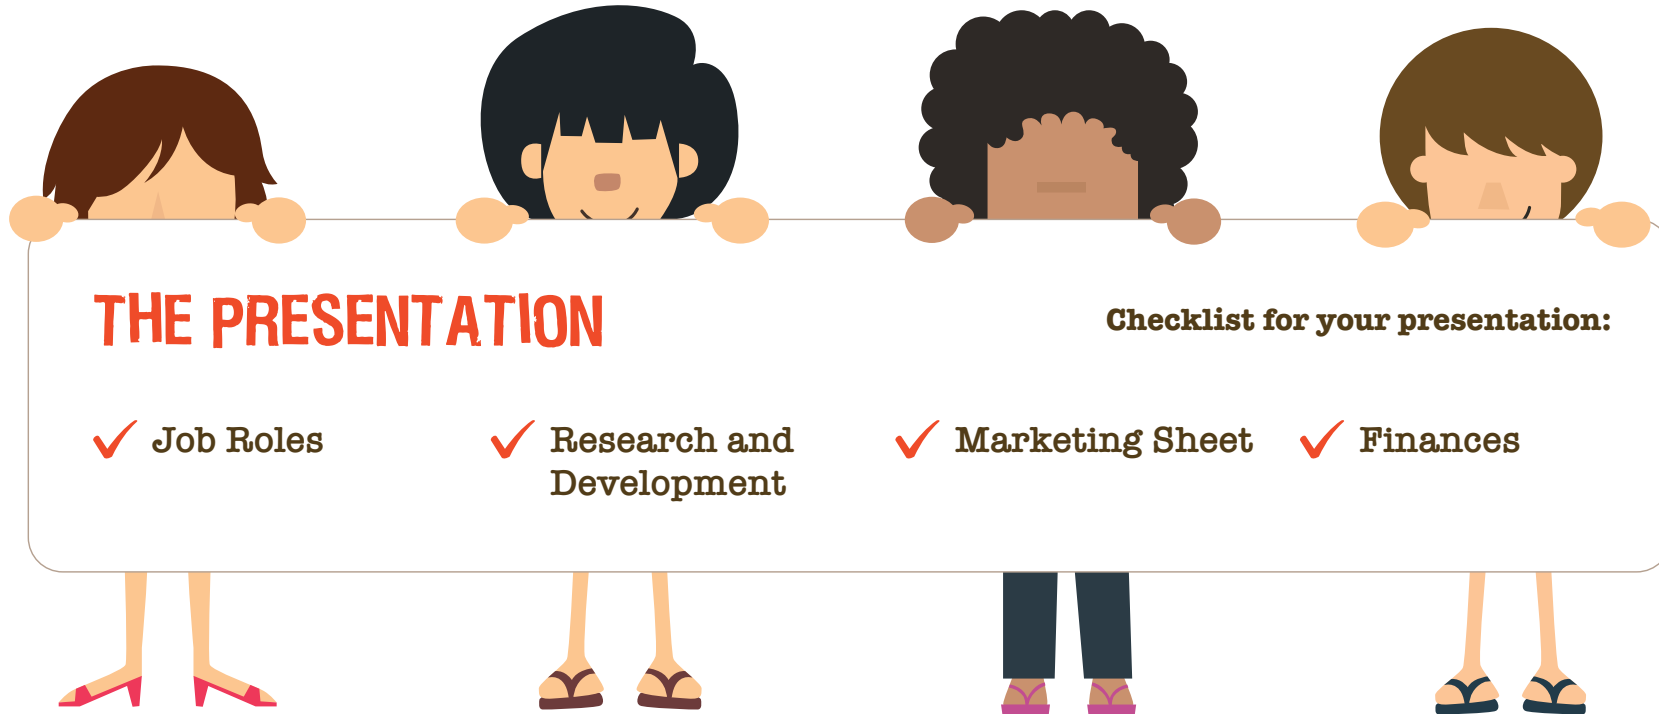 THE PRESENTATION
Checklist for your presentation:
Job Roles
Research and
Development
Marketing Sheet
Finances